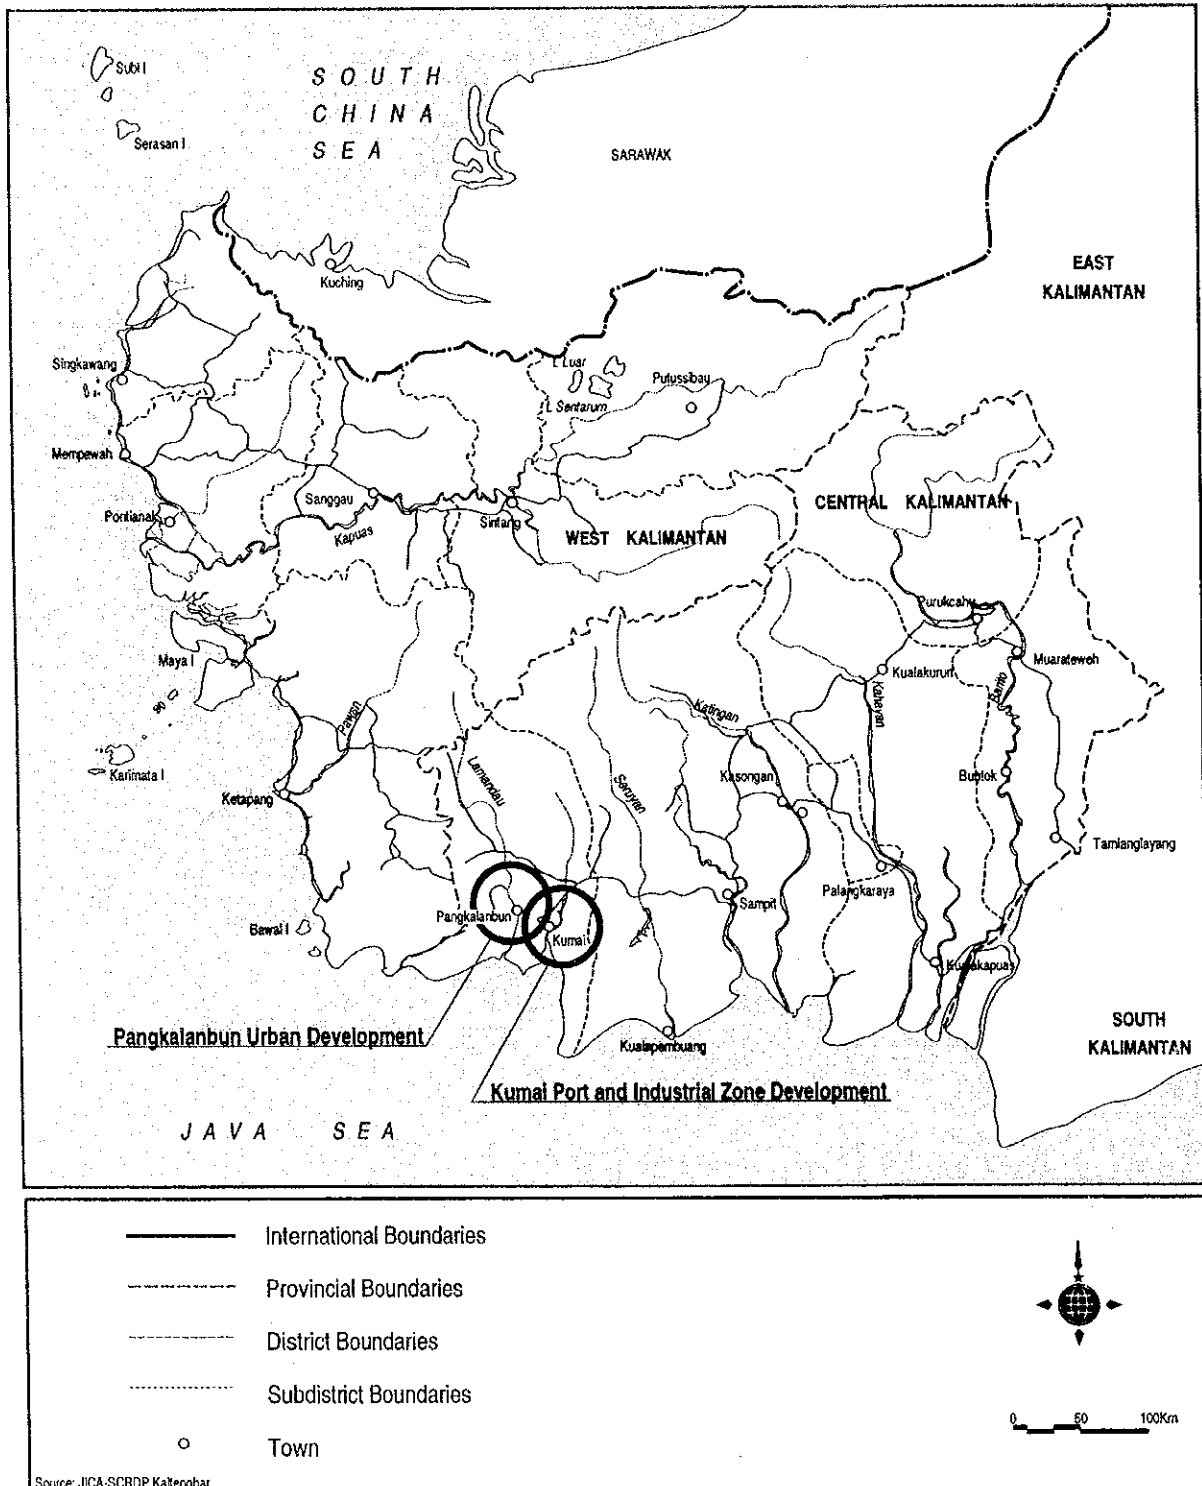 Subi I
Serasan I
SOUTH
CHINA
SEA
SARAWAK
Kuching
EAST
KALIMANTAN
Singkawang
L Luar
L Sentarum
Putussibau
Mempewah
Sanggau
Pontianak
Kapuas
Sintang
WEST KALIMANTAN
CENTRAL KALIMANTAN
Purukcahu
Maya I
Kualakurun
Muarateweh
Barito
Kahayan
Katingan
Pawan
Karimata I
Ketapang
Lamandau
Seruyan
Kasongan
Buntok
Tamianglayang
Palangkaraya
Sampit
Bawal I
Pangkalanbun
Kumai
Kualakapuas
Pangkalanbun Urban Development
Kualapembuang
SOUTH
KALIMANTAN
Kumai Port and Industrial Zone Development
JAVA SEA
International Boundaries
Provincial Boundaries
District Boundaries
Subdistrict Boundaries
Town
0 50 100Km
Source: JICA-SCRDP Kaltengbar